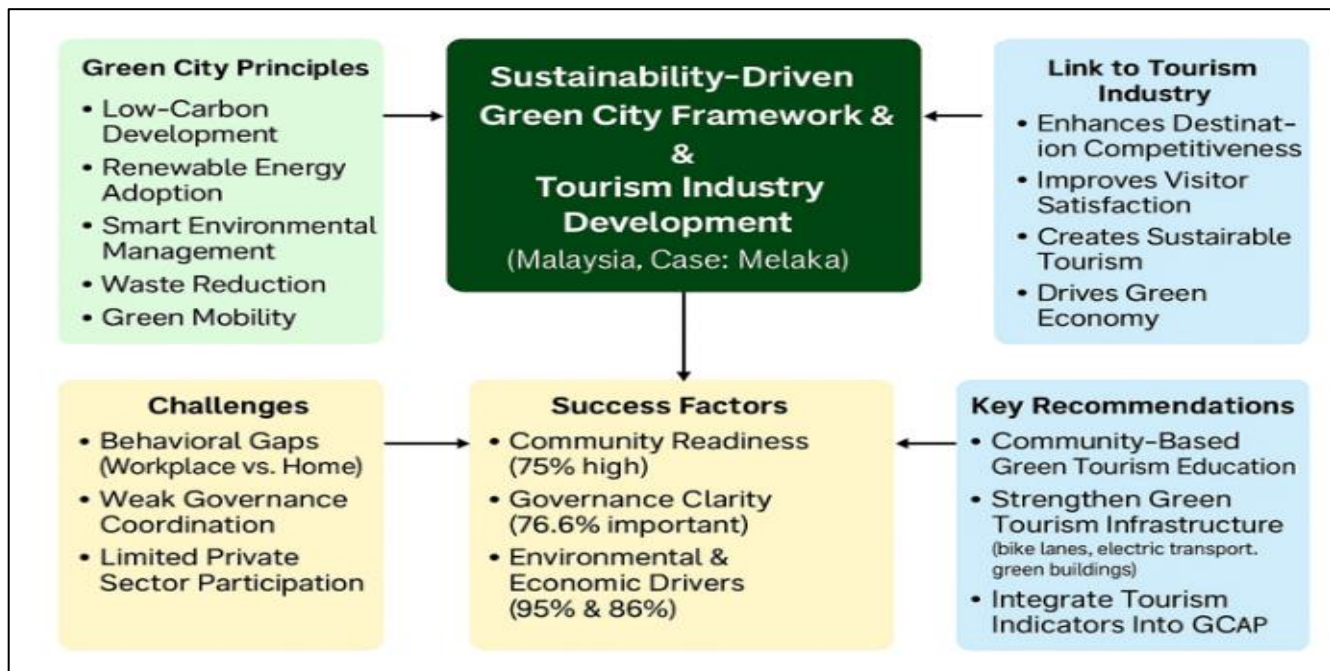 Green City Principles
• Low-Carbon
Development
• Renewable Energy
Adoption
• Smart Environmental
Management
• Waste Reduction
• Green Mobility
Sustainability-Driven
Green City Framework &
&
Tourism Industry
Development
(Malaysia, Case: Melaka)
Link to Tourism
Industry
• Enhances Destinat-
ion Competitiveness
• Improves Visitor
Satisfaction
• Creates Sustairable
Tourism
• Drives Green
Economy
Challenges
• Behavioral Gaps
(Workplace vs. Home)
• Weak Governance
Coordination
• Limited Private
Sector Participation
Success Factors
• Community Readiness
(75% high)
• Governance Clarity
(76.6% important)
• Environmental &
Economic Drivers
(95% & 86%)
Key Recommendations
• Community-Based
Green Tourism Education
• Strengthen Green
Tourism Infrastructure
(bike lanes, electric transport.
green buildings)
• Integrate Tourism
Indicators Into GCAP